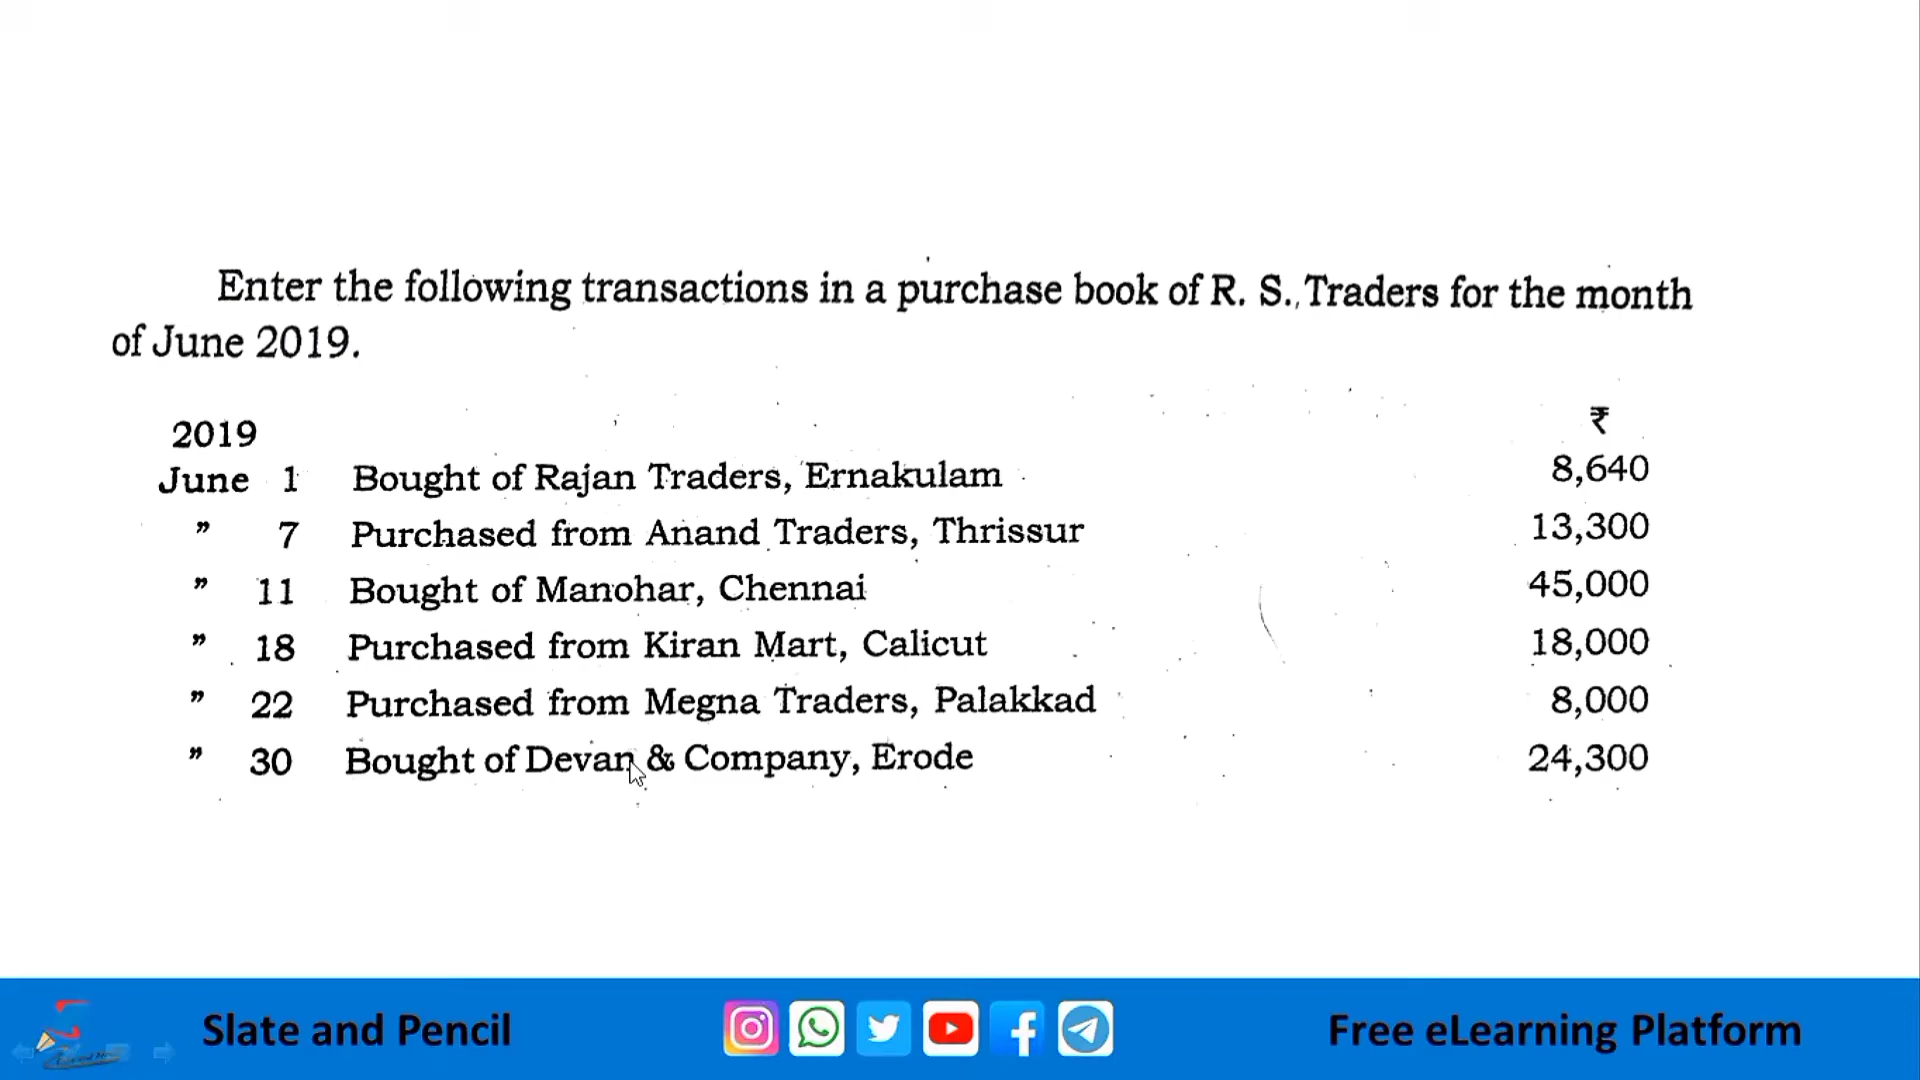 Enter the following transactions in a purchase book of R. S. Traders for the month
of June 2019.
2019 ₹
June 1 Bought of Rajan Traders, Ernakulam 8,640
” 7 Purchased from Anand Traders, Thrissur 13,300
” 11 Bought of Manohar, Chennai 45,000
” 18 Purchased from Kiran Mart, Calicut 18,000
” 22 Purchased from Megna Traders, Palakkad 8,000
” 30 Bought of Devan & Company, Erode 24,300
Slate and Pencil Free eLearning Platform